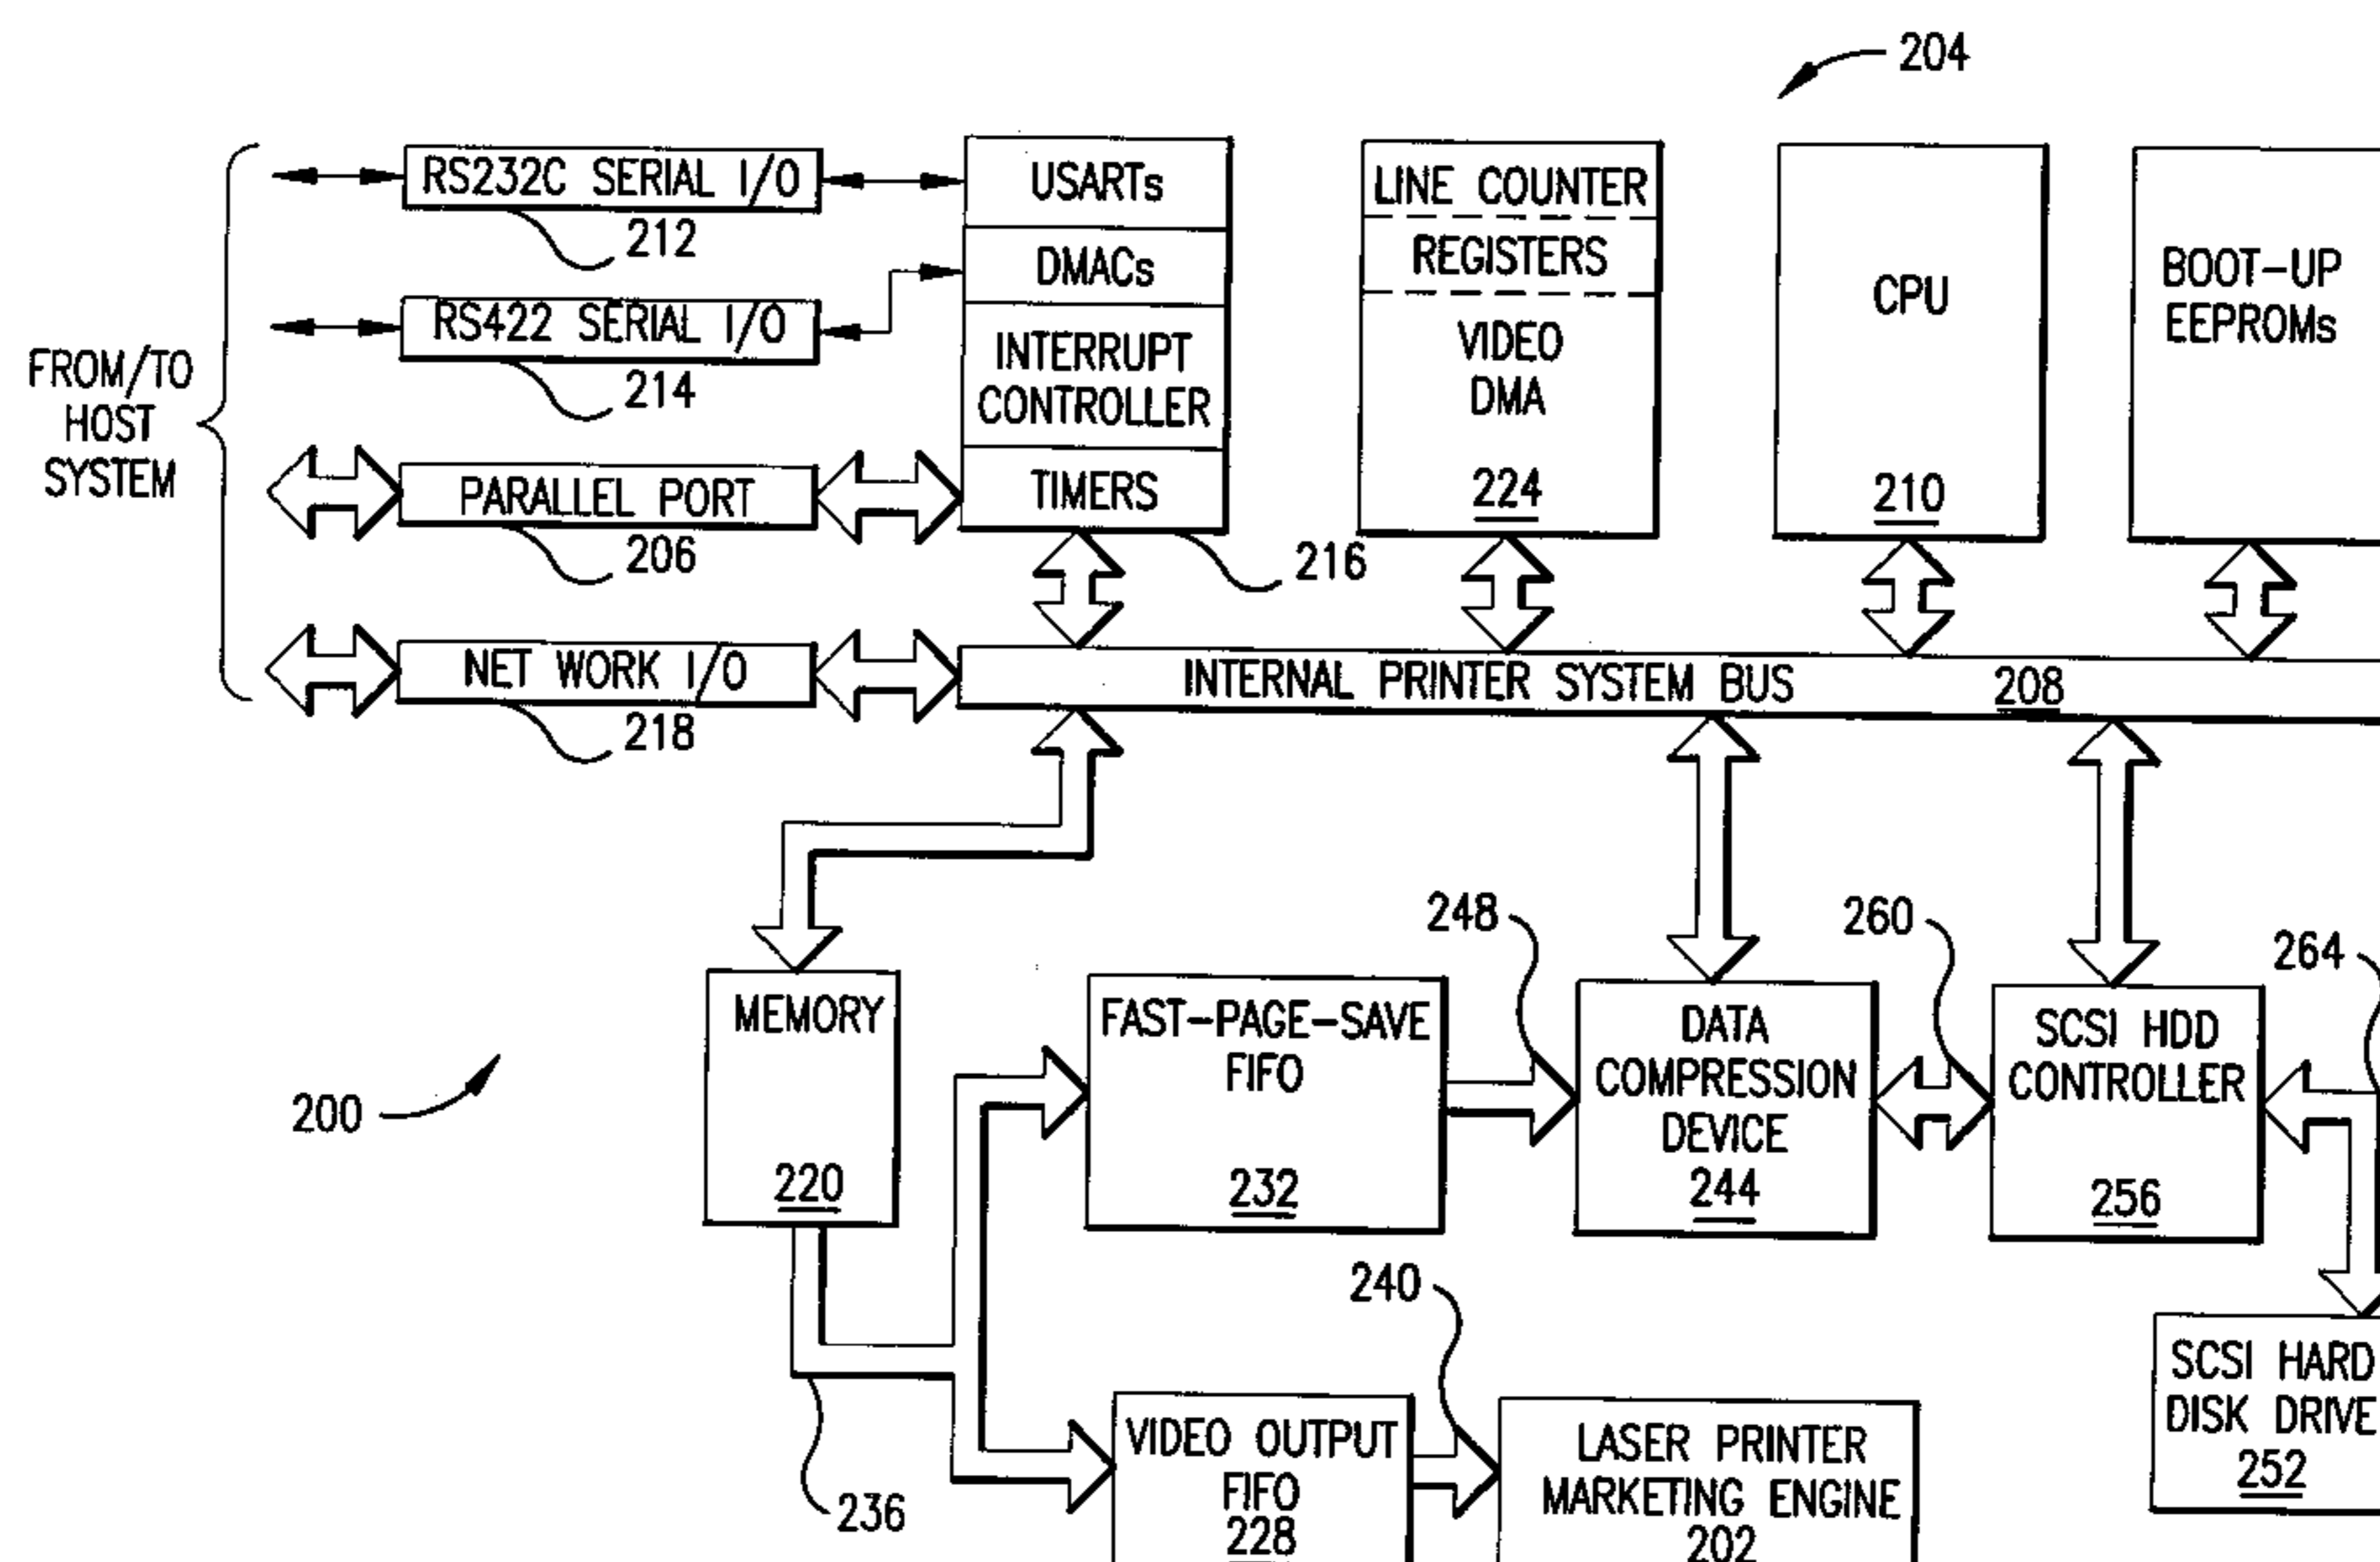 204
RS232C SERIAL I/O
212
RS422 SERIAL I/O
214
FROM/TO
HOST
SYSTEM
PARALLEL PORT
206
NET WORK I/O
218
USARTs
DMACs
INTERRUPT
CONTROLLER
TIMERS
216
LINE COUNTER
REGISTERS
VIDEO
DMA
224
CPU
210
BOOT-UP
EEPROMs
INTERNAL PRINTER SYSTEM BUS 208
200
MEMORY
220
236
FAST-PAGE-SAVE
FIFO
232
248
DATA
COMPRESSION
DEVICE
244
260
SCSI HDD
CONTROLLER
256
264
SCSI HARD
DISK DRIVE
252
VIDEO OUTPUT
FIFO
228
240
LASER PRINTER
MARKETING ENGINE
202